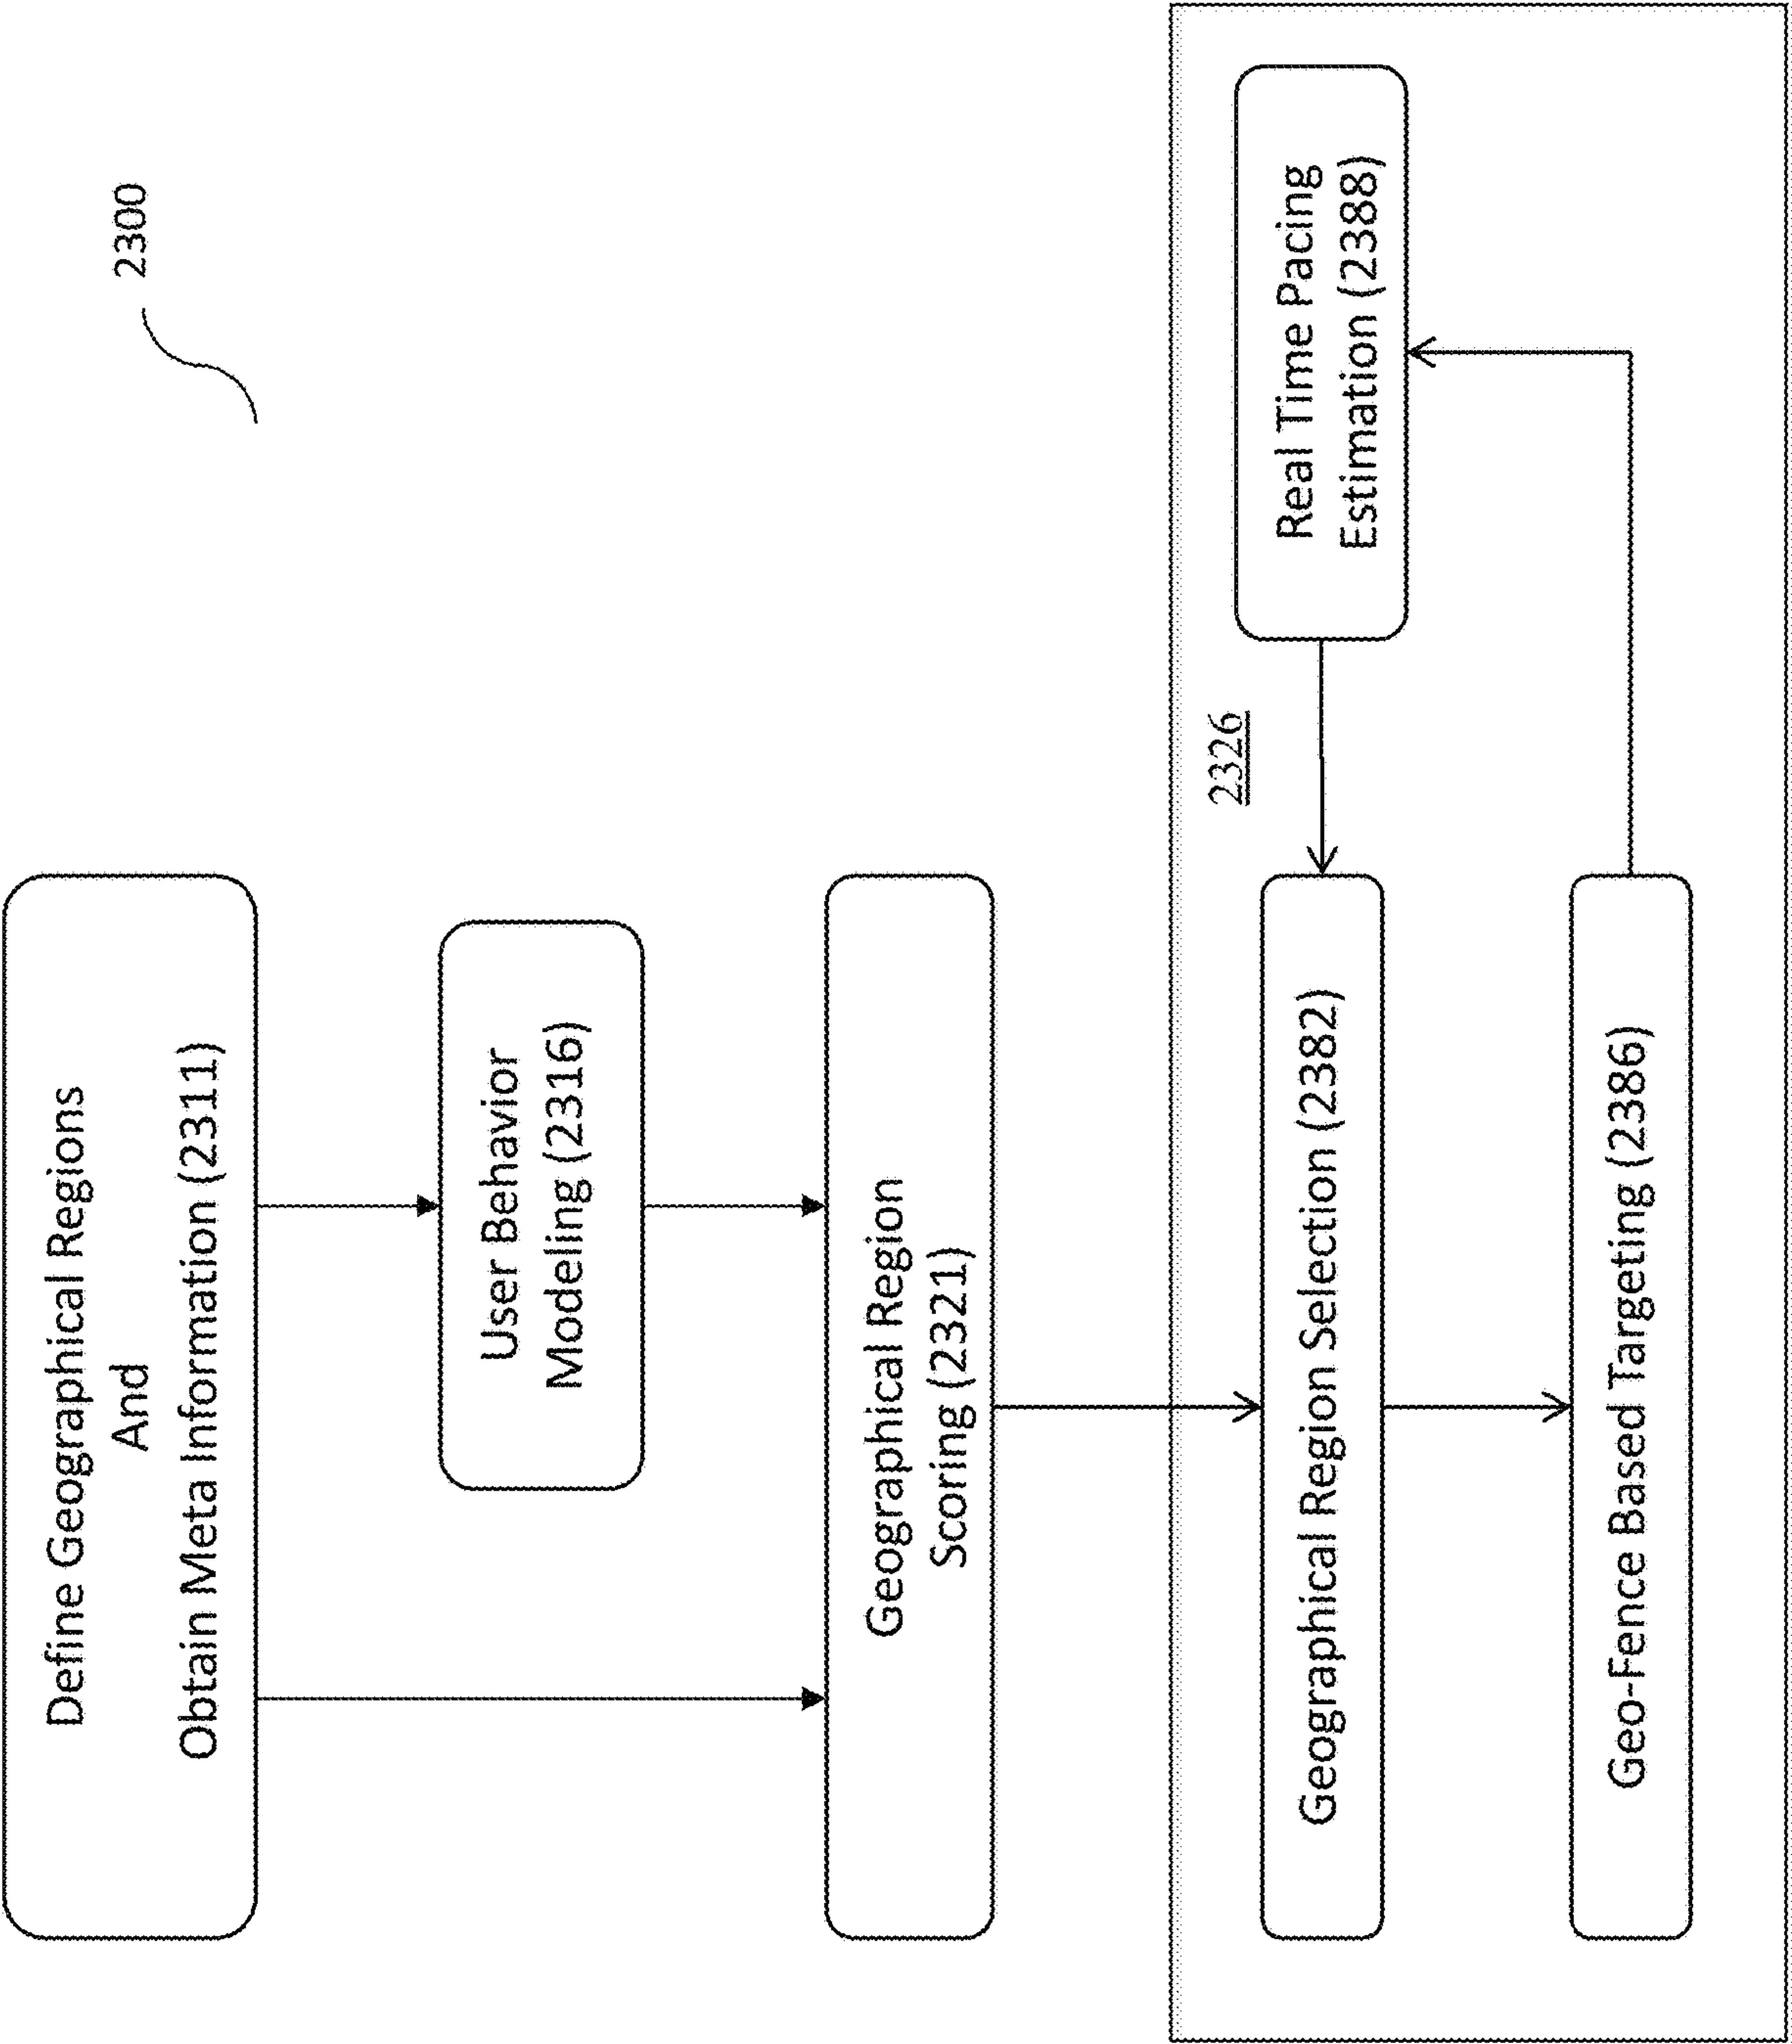 2300
Define Geographical Regions
And
Obtain Meta Information (2311)
User Behavior
Modeling (2316)
Geographical Region
Scoring (2321)
2326
Geographical Region Selection (2382)
Real Time Pacing
Estimation (2388)
Geo-Fence Based Targeting (2386)